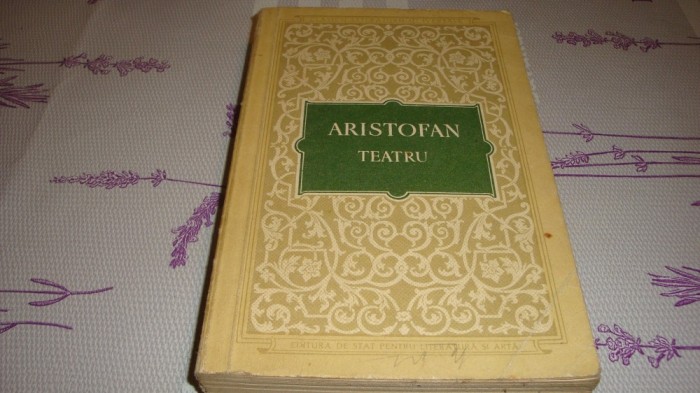 ARISTOFAN
TEATRU
EDITURA DE STAT PENTRU LITERATURĂ ȘI ARTĂ